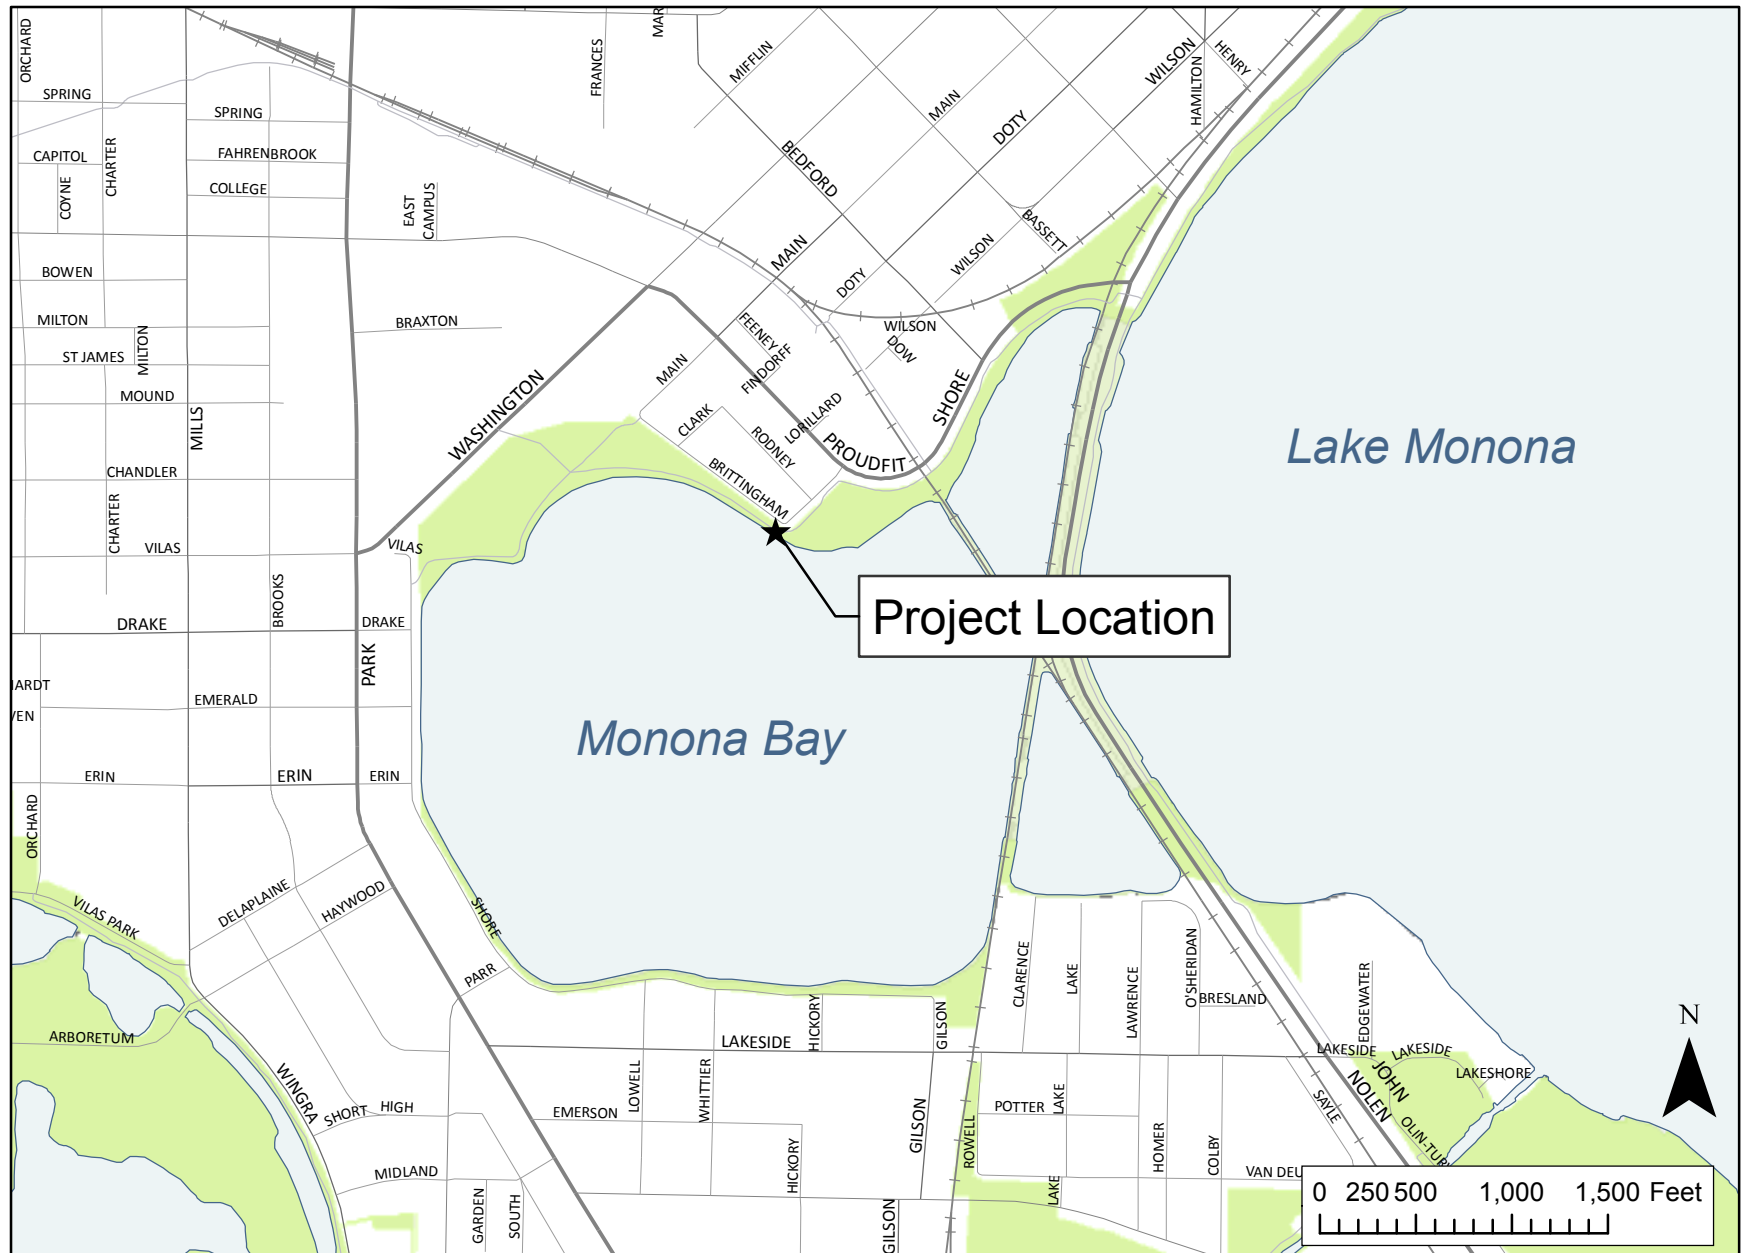 ORCHARD
FRANCES
MIFFLIN
WILSON
HENRY
HAMILTON
SPRING
SPRING
MAIN
DOTY
CAPITOL
COYNE
CHARTER
FAHRENBROOK
COLLEGE
EAST
CAMPUS
BEDFORD
BASSETT
WILSON
MAIN
DOTY
BOWEN
MILTON
MILTON
BRAXTON
WILSON
DOW
FEENEY
FINDORFF
ST JAMES
MOUND
MILLS
MAIN
WASHINGTON
CLARK
RODNEY
LORILLARD
PROUDFIT
SHORE
BRITTINGHAM
Lake Monona
CHANDLER
CHARTER
VILAS
VILAS
BROOKS
DRAKE
DRAKE
PARK
Project Location
EMERALD
Monona Bay
ERIN
ERIN
ERIN
ORCHARD
VILAS PARK
DELAPLAINE
HAYWOOD
SHORE
PARR
ARBORETUM
WINGRA
SHORT
HIGH
MIDLAND
GARDEN
SOUTH
LAKESIDE
HICKORY
GILSON
LOWELL
WHITTIER
EMERSON
HICKORY
GILSON
GILSON
ROWELL
CLARENCE
LAKE
LAWRENCE
O'SHERIDAN
BRESLAND
EDGEWATER
POTTER
LAKE
LAKE
HOMER
COLBY
LAKESIDE
LAKESIDE
LAKESHORE
JOHN
NOLEN
SAYLE
N
0 250 500 1,000 1,500 Feet